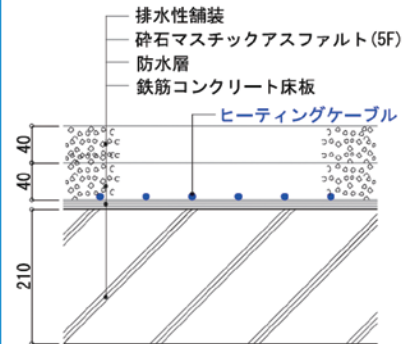 排水性舗装
砕石マスチックアスファルト(5F)
防水層
鉄筋コンクリート床板
ヒーティングケーブル
40
40
210